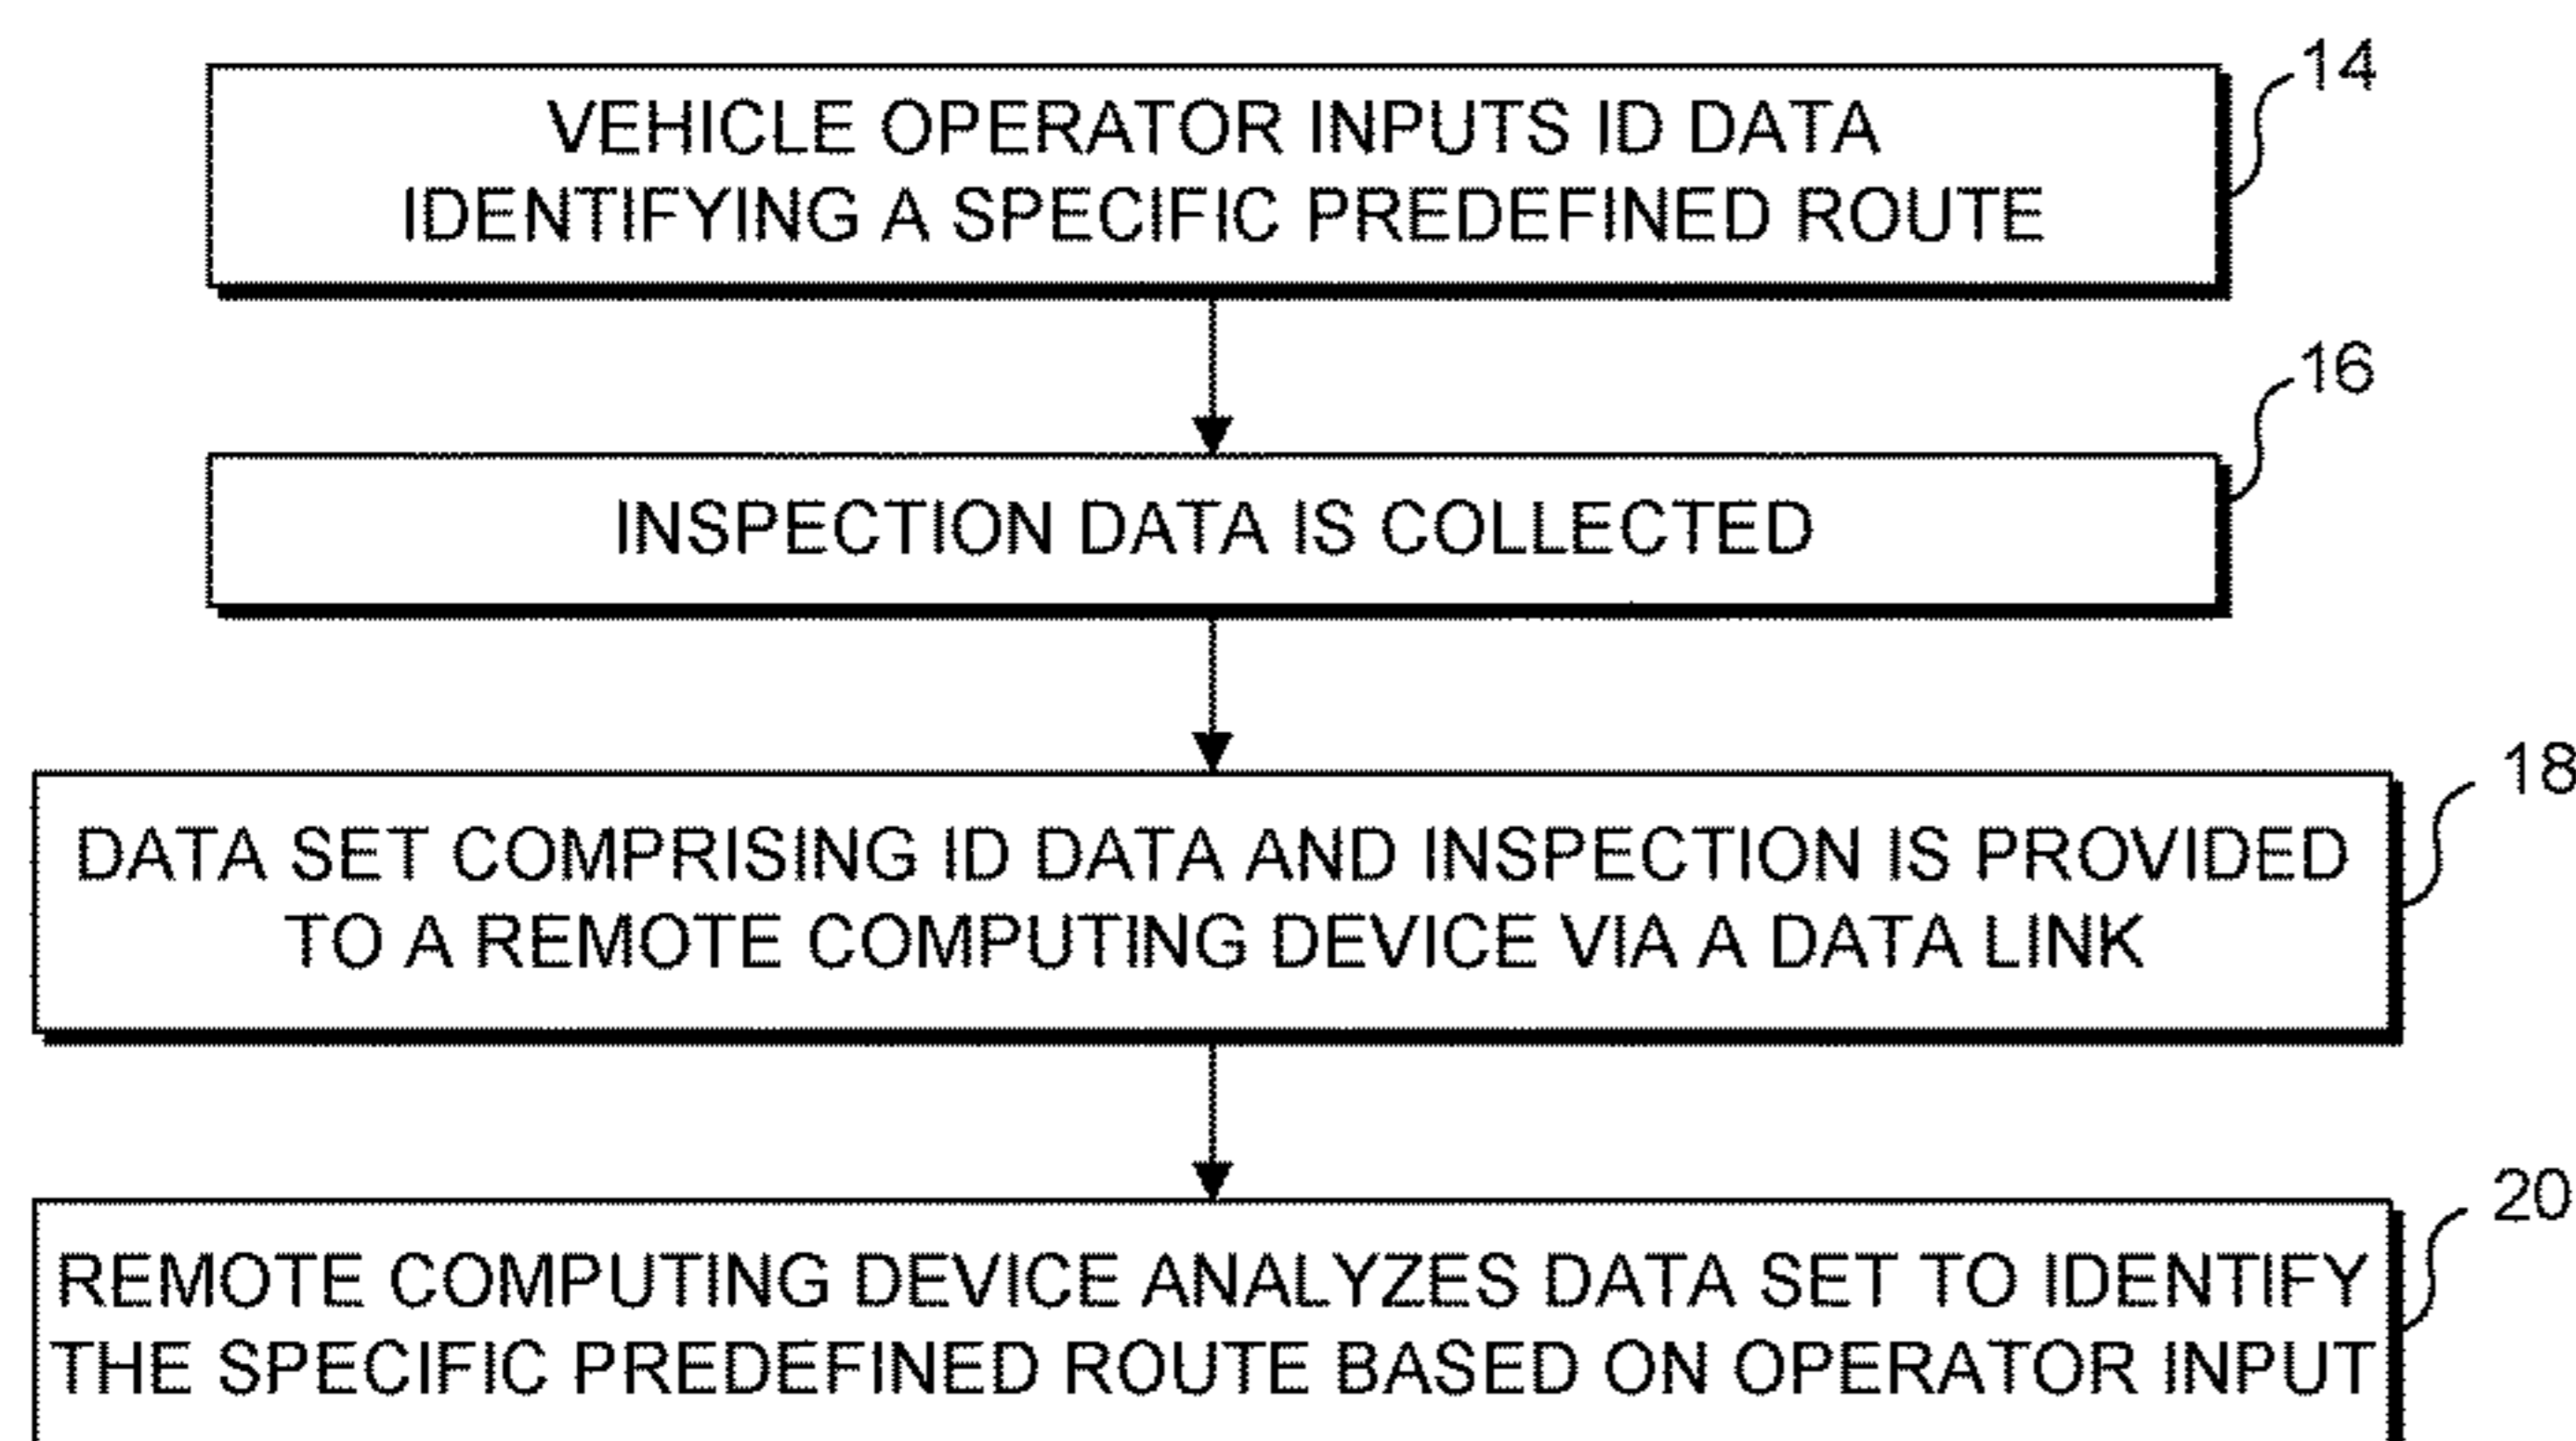 14
VEHICLE OPERATOR INPUTS ID DATA
IDENTIFYING A SPECIFIC PREDEFINED ROUTE
16
INSPECTION DATA IS COLLECTED
18
DATA SET COMPRISING ID DATA AND INSPECTION IS PROVIDED
TO A REMOTE COMPUTING DEVICE VIA A DATA LINK
20
REMOTE COMPUTING DEVICE ANALYZES DATA SET TO IDENTIFY
THE SPECIFIC PREDEFINED ROUTE BASED ON OPERATOR INPUT